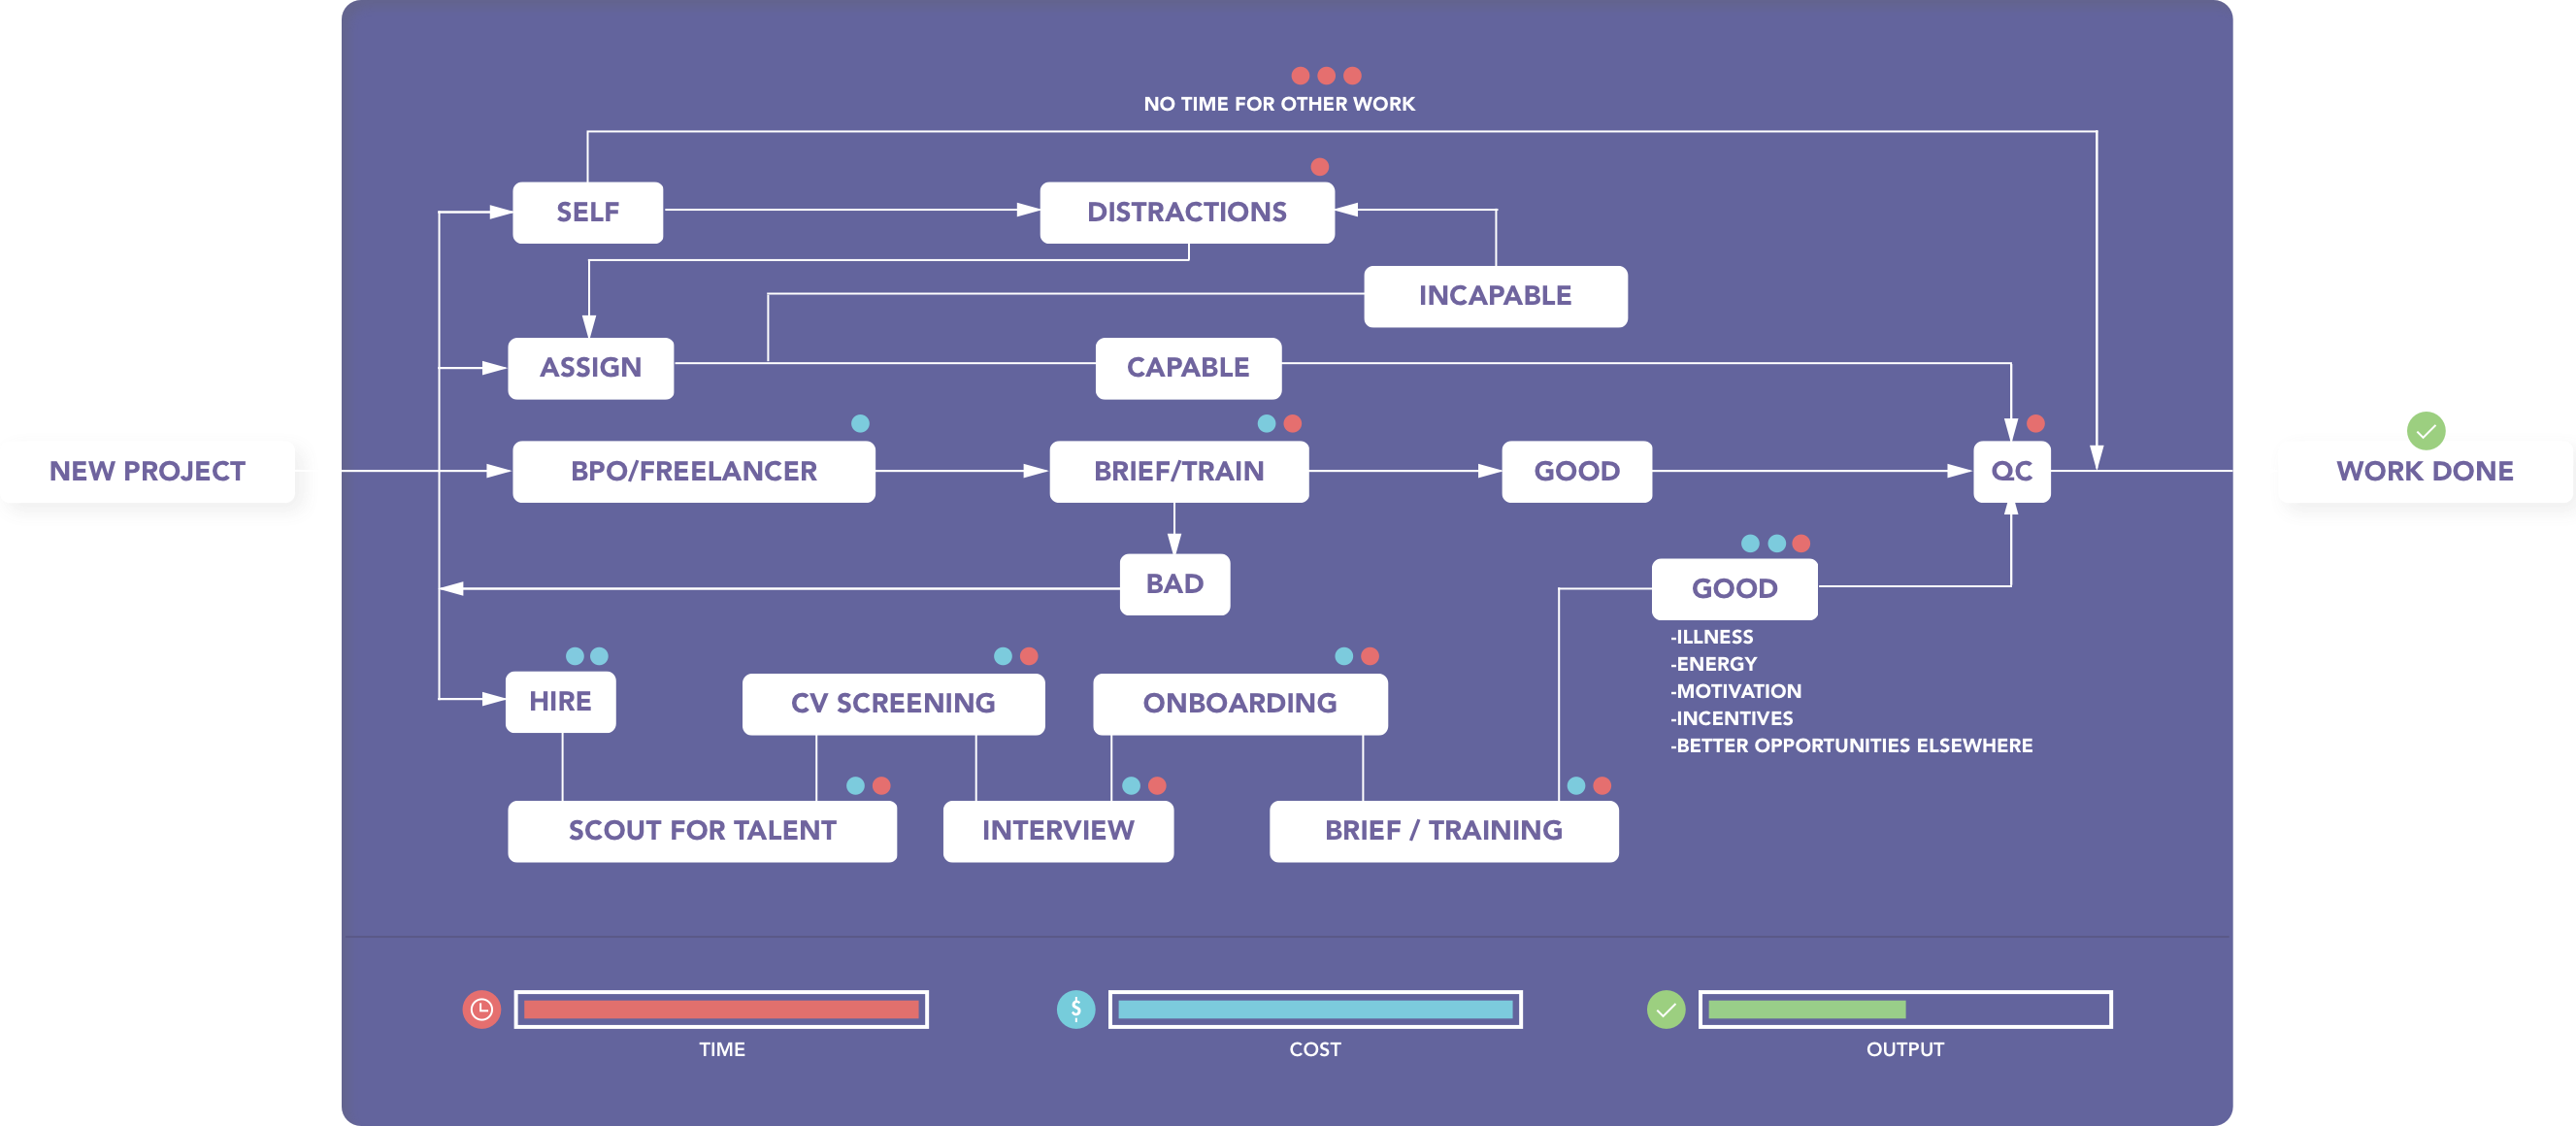 NO TIME FOR OTHER WORK
SELF
DISTRACTIONS
INCAPABLE
ASSIGN
CAPABLE
NEW PROJECT
BPO/FREELANCER
BRIEF/TRAIN
GOOD
QC
WORK DONE
BAD
GOOD
-ILLNESS
-ENERGY
-MOTIVATION
-INCENTIVES
-BETTER OPPORTUNITIES ELSEWHERE
HIRE
CV SCREENING
ONBOARDING
SCOUT FOR TALENT
INTERVIEW
BRIEF / TRAINING
$
TIME
COST
OUTPUT